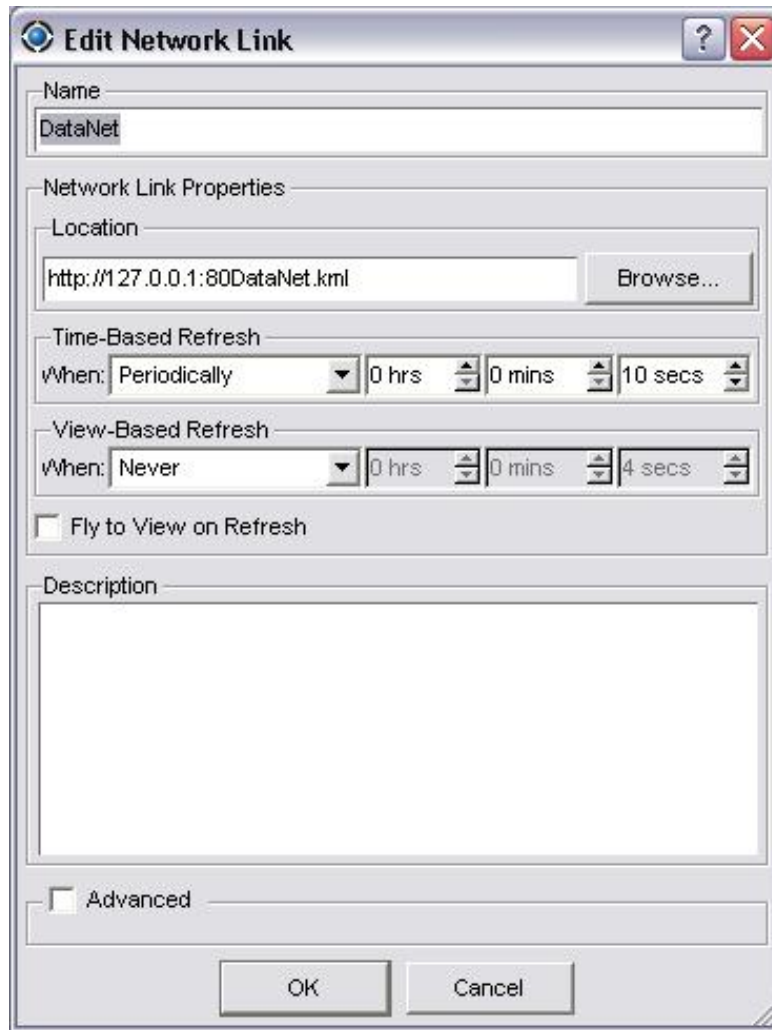 Edit Network Link ?
Name
DataNet
Network Link Properties
Location
http://127.0.0.1:80DataNet.kml Browse...
Time-Based Refresh
When: Periodically 0 hrs 0 mins 10 secs
View-Based Refresh
When: Never 0 hrs 0 mins 4 secs
Fly to View on Refresh
Description
Advanced
OK Cancel